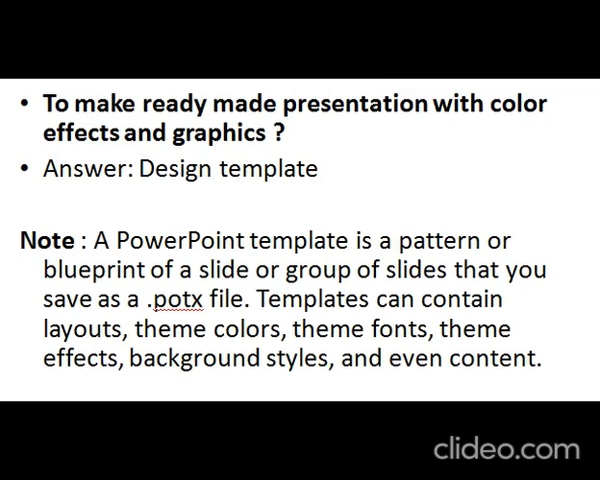 • To make ready made presentation with color
effects and graphics ?
• Answer: Design template
Note : A PowerPoint template is a pattern or
blueprint of a slide or group of slides that you
save as a .potx file. Templates can contain
layouts, theme colors, theme fonts, theme
effects, background styles, and even content.
clideo.com